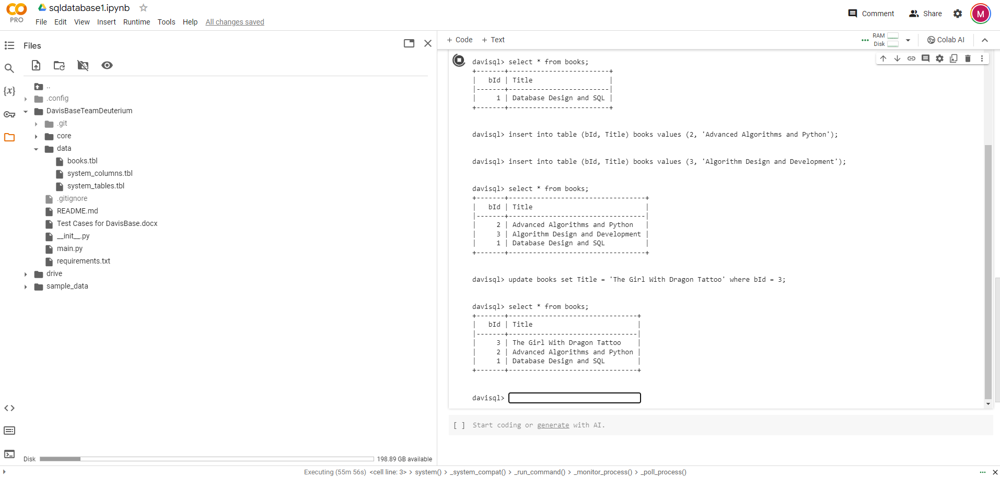 CO
PRO
sqldatabase1.ipynb
File Edit View Insert Runtime Tools Help All changes saved
Comment Share M
Files
{x}
..
.config
DavisBaseTeamDeuterium
.git
core
data
books.tbl
system_columns.tbl
system_tables.tbl
.gitignore
README.md
Test Cases for DavisBase.docx
__init__.py
main.py
requirements.txt
drive
sample_data
Disk 198.89 GB available
+ Code + Text
RAM
Disk
Colab AI
davisql> select * from books;
+-------+-------------------------+
|   bId | Title                   |
|-------+-------------------------|
|     1 | Database Design and SQL |
+-------+-------------------------+
davisql> insert into table (bId, Title) books values (2, 'Advanced Algorithms and Python');
davisql> insert into table (bId, Title) books values (3, 'Algorithm Design and Development');
davisql> select * from books;
+-------+----------------------------------+
|   bId | Title                            |
|-------+----------------------------------|
|     2 | Advanced Algorithms and Python   |
|     3 | Algorithm Design and Development |
|     1 | Database Design and SQL          |
+-------+----------------------------------+
davisql> update books set Title = 'The Girl With Dragon Tattoo' where bId = 3;
davisql> select * from books;
+-------+--------------------------------+
|   bId | Title                          |
|-------+--------------------------------|
|     3 | The Girl With Dragon Tattoo    |
|     2 | Advanced Algorithms and Python |
|     1 | Database Design and SQL        |
+-------+--------------------------------+
davisql>
[ ] Start coding or generate with AI.
Executing (55m 56s) <cell line: 3> > system() > _system_compat() > _run_command() > _monitor_process() > _poll_process()